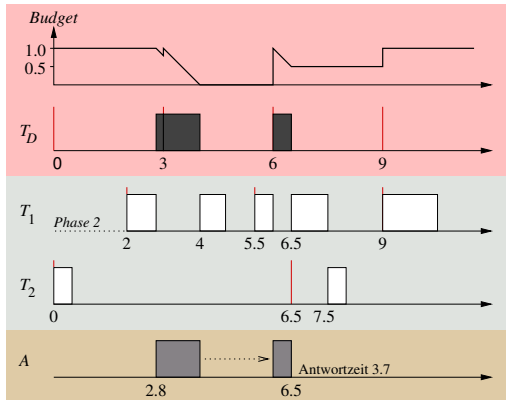 Budget
1.0
0.5
T_D
0 3 6 9
T_1
Phase 2
2 4 5.5 6.5 9
T_2
0 6.5 7.5
A
Antwortzeit 3.7
2.8 6.5